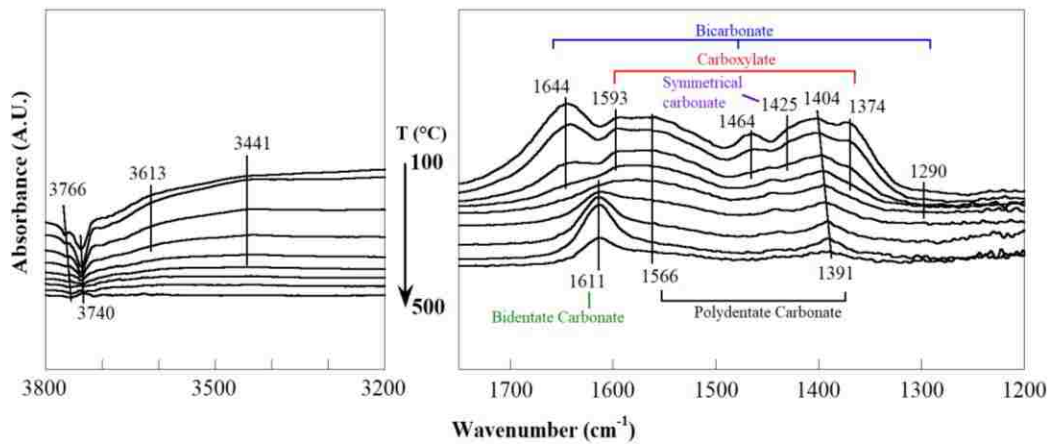 Bicarbonate
Carboxylate
Symmetrical
carbonate
1644 1593 1464 1425 1404 1374
1290
T (°C)
100
500
3766 3613 3441
3740
Absorbance (A.U.)
1611 1566 1391
Bidentate Carbonate
Polydentate Carbonate
3800 3500 3200
1700 1600 1500 1400 1300 1200
Wavenumber (cm⁻¹)